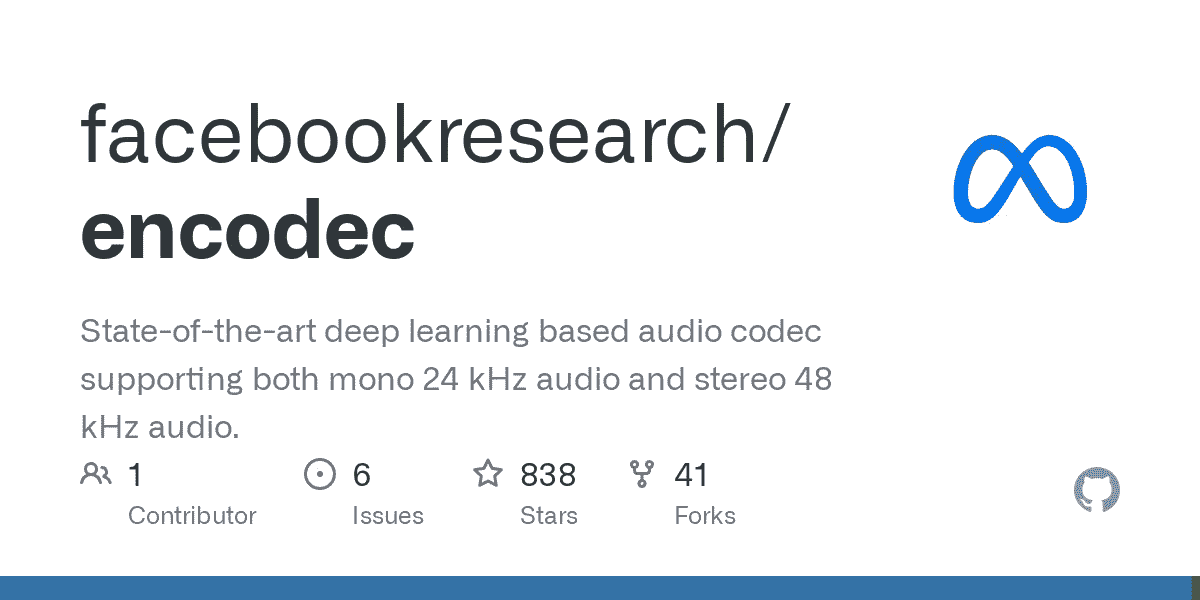 facebookresearch/
encodec
State-of-the-art deep learning based audio codec
supporting both mono 24 kHz audio and stereo 48
kHz audio.
1 6 838 41
Contributor Issues Stars Forks